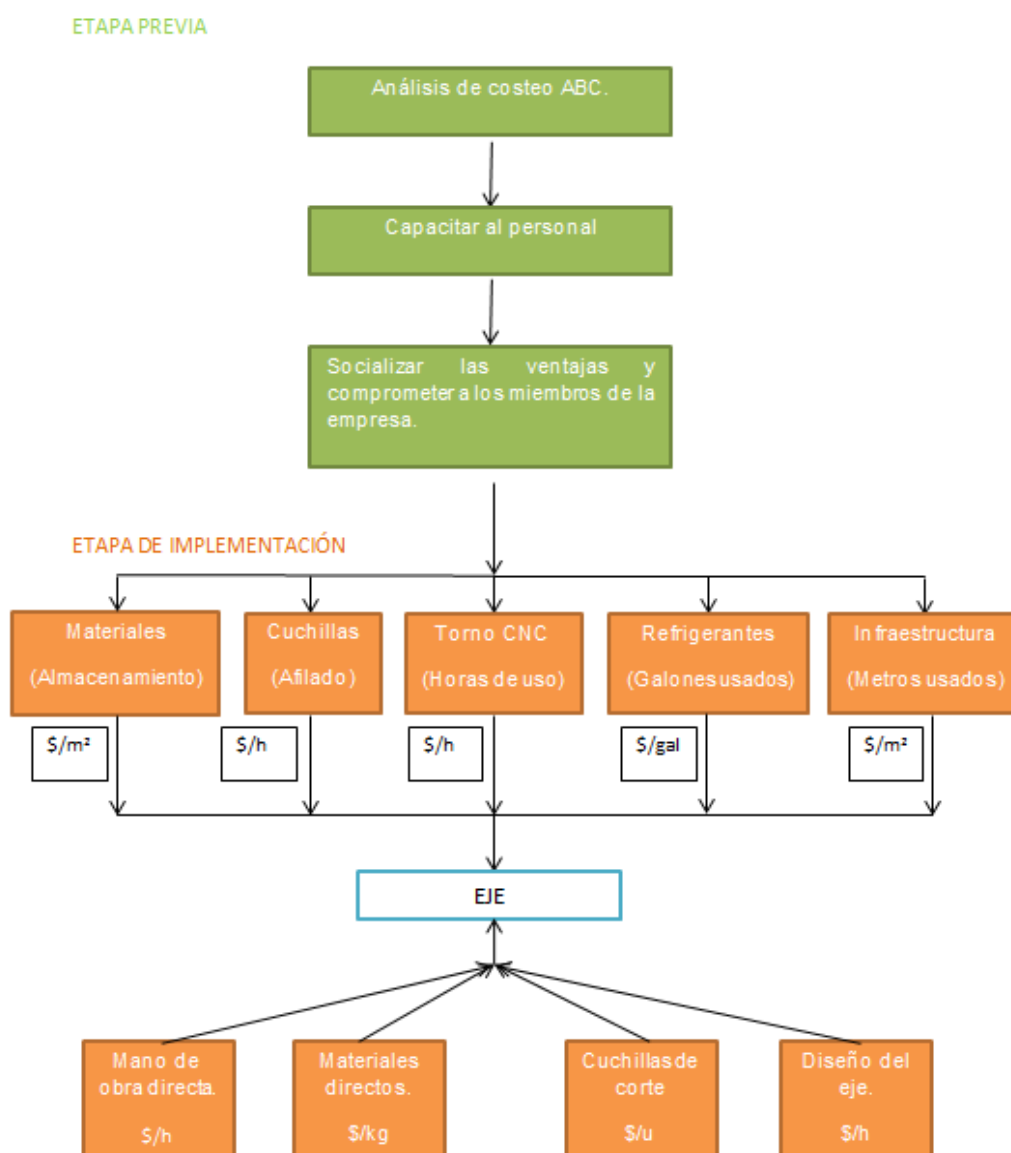 ETAPA PREVIA
Análisis de costeo ABC.
Capacitar al personal
Socializar las ventajas y
comprometer a los miembros de la
empresa.
ETAPA DE IMPLEMENTACIÓN
Materiales
(Almacenamiento)
Cuchillas
(Afilado)
Torno CNC
(Horas de uso)
Refrigerantes
(Galones usados)
Infraestructura
(Metros usados)
$/m²
$/h
$/h
$/gal
$/m²
EJE
Mano de
obra directa.
$/h
Materiales
directos.
$/kg
Cuchillas de
corte
$/u
Diseño del
eje.
$/h